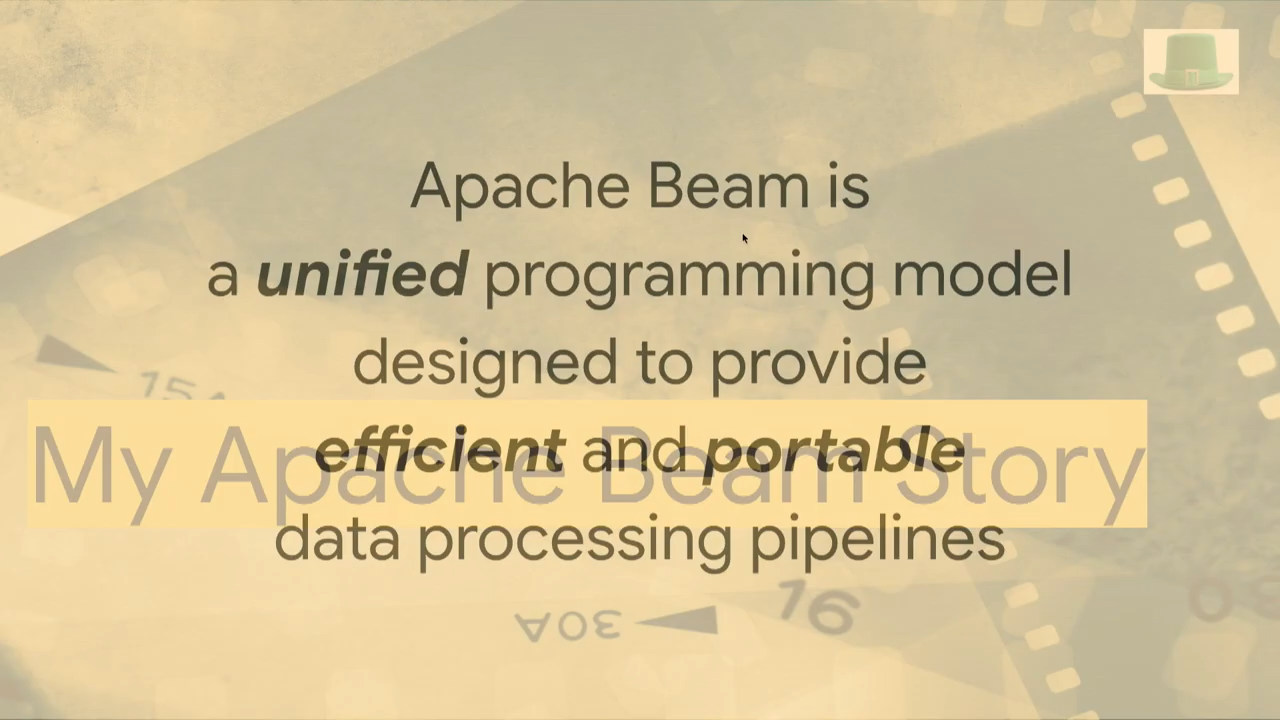 Apache Beam is
a unified programming model
designed to provide
efficient and portable
My Apache Beam Story
data processing pipelines
15A
30A
16